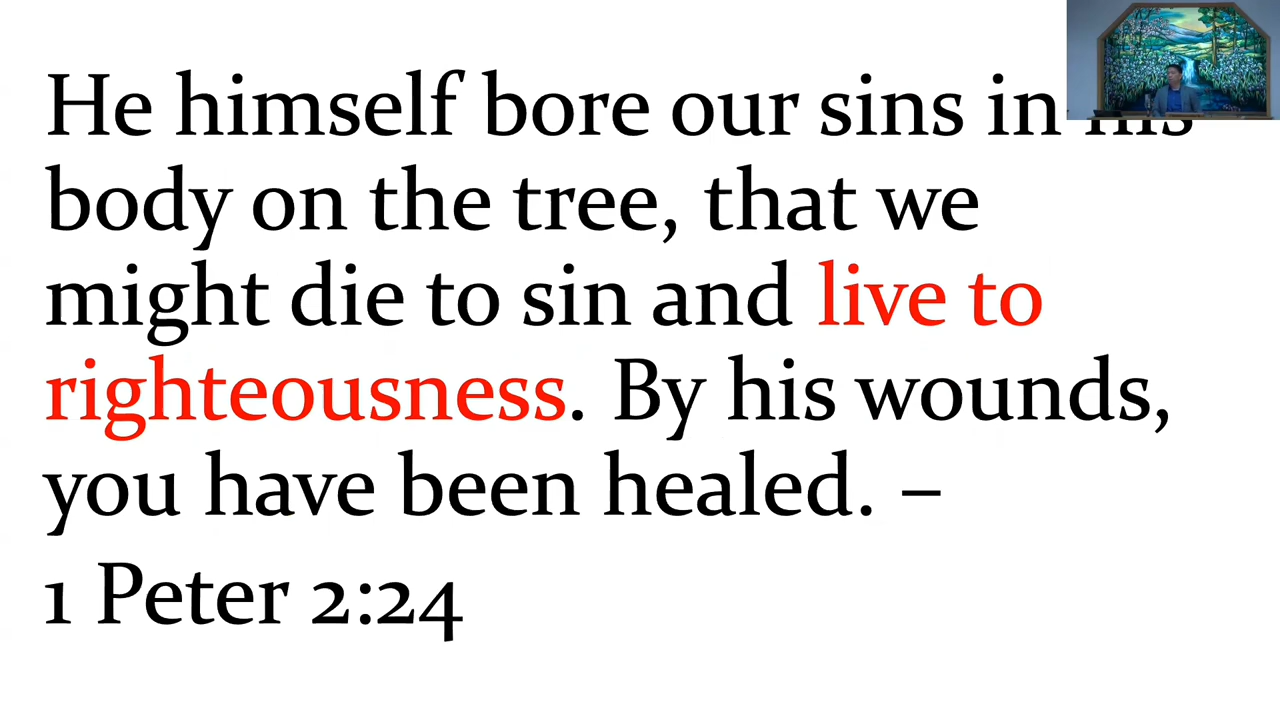 He himself bore our sins in his
body on the tree, that we
might die to sin and live to
righteousness. By his wounds,
you have been healed. –
1 Peter 2:24